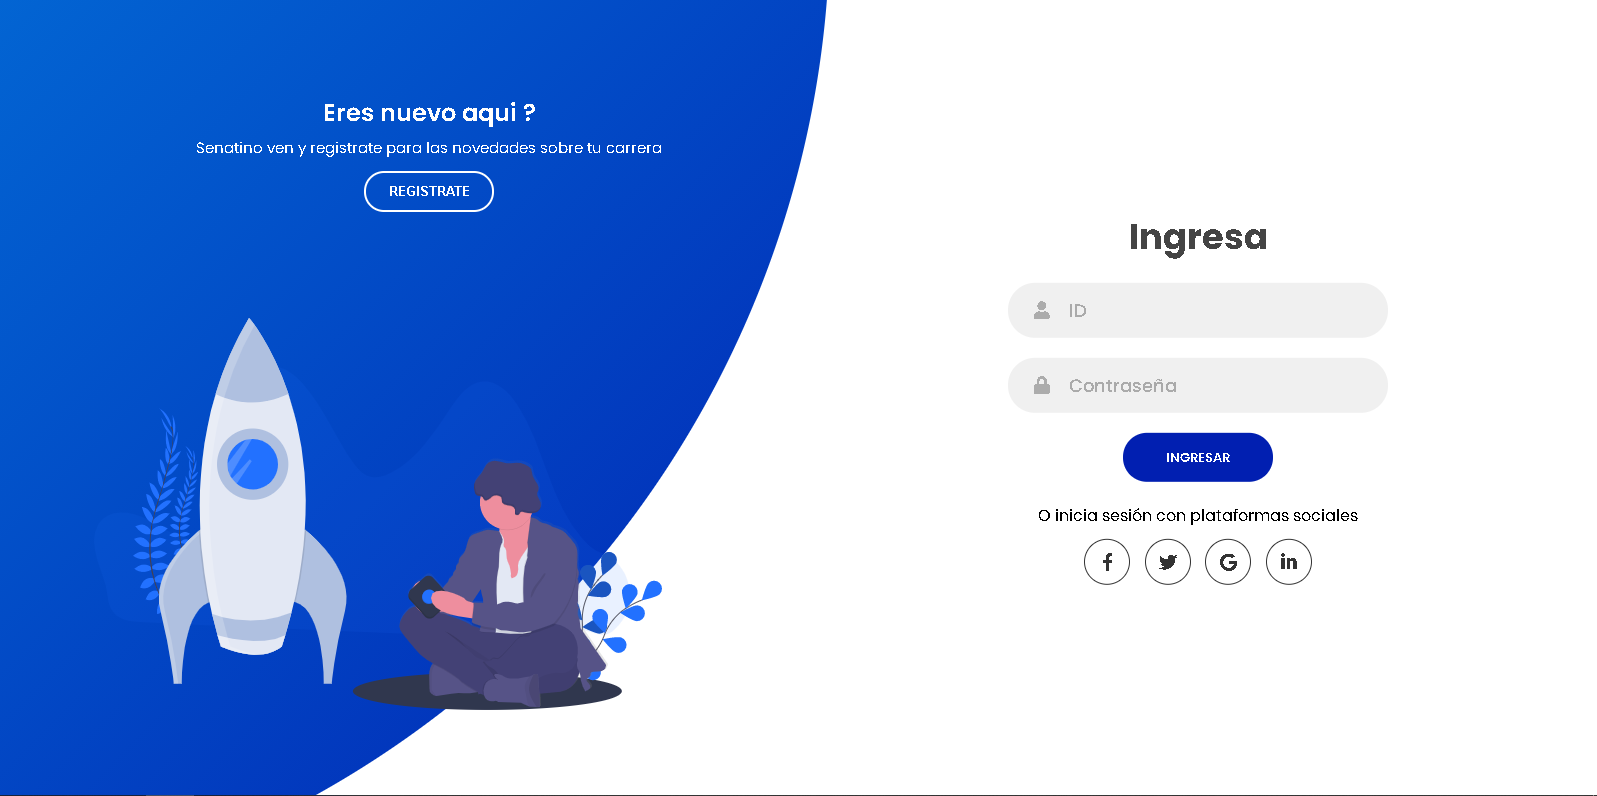 Eres nuevo aqui ?
Senatino ven y registrate para las novedades sobre tu carrera
REGISTRATE
Ingresa
ID
Contraseña
INGRESAR
O inicia sesión con plataformas sociales